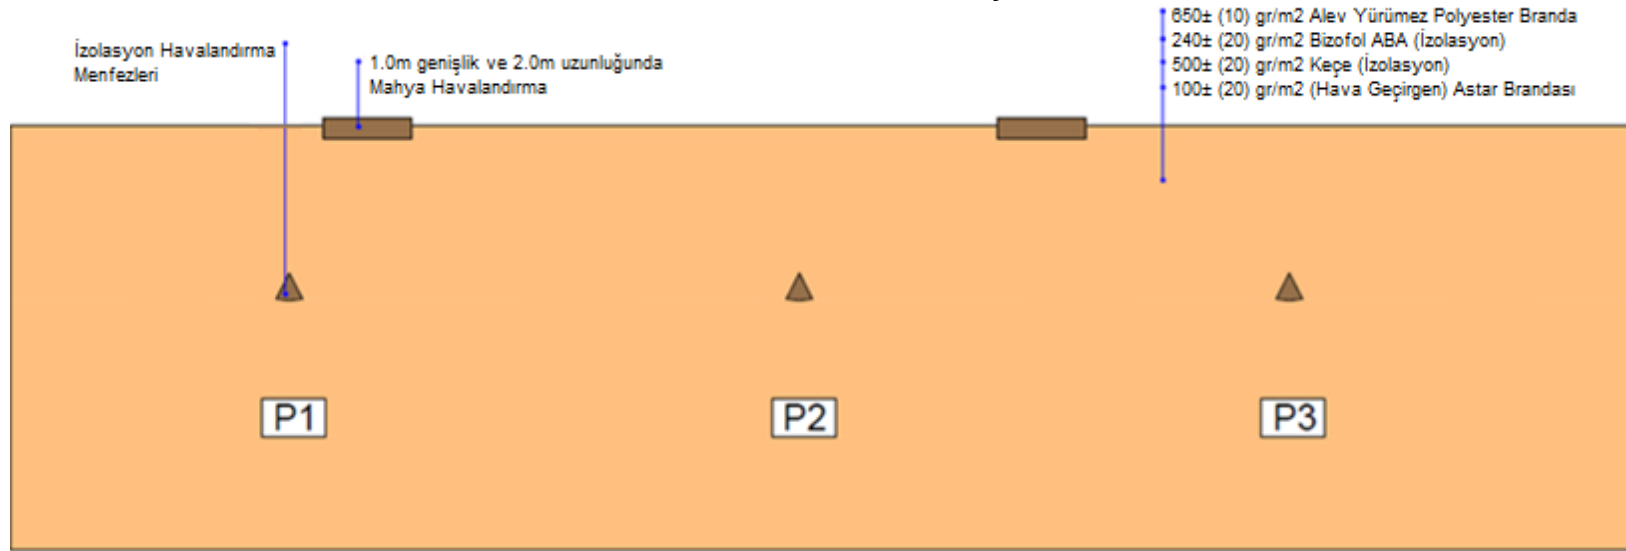 İzolasyon Havalandırma
Menfezleri
1.0m genişlik ve 2.0m uzunluğunda
Mahya Havalandırma
650± (10) gr/m2 Alev Yürümez Polyester Branda
240± (20) gr/m2 Bizofol ABA (İzolasyon)
500± (20) gr/m2 Keçe (İzolasyon)
100± (20) gr/m2 (Hava Geçirgen) Astar Brandası
P1
P2
P3